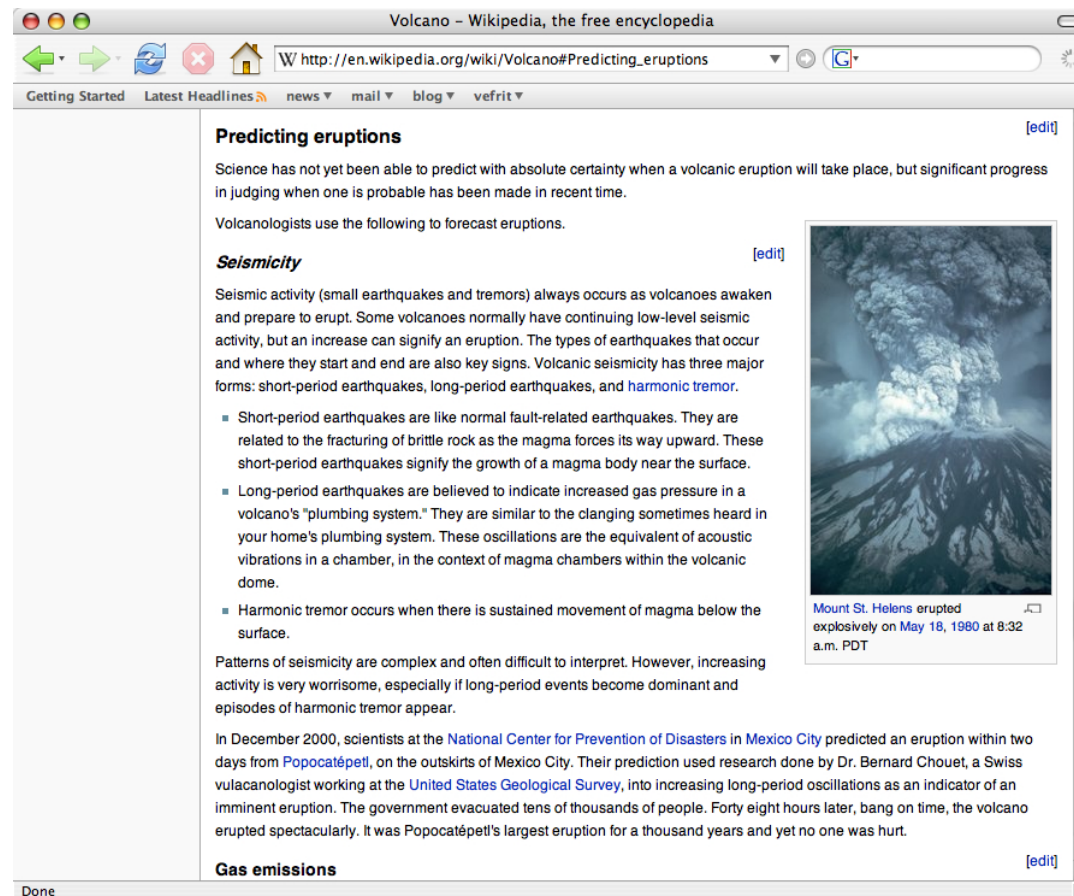 Volcano – Wikipedia, the free encyclopedia
W http://en.wikipedia.org/wiki/Volcano#Predicting_eruptions
G
Getting Started Latest Headlines news mail blog vefrit
Predicting eruptions [edit]
Science has not yet been able to predict with absolute certainty when a volcanic eruption will take place, but significant progress
in judging when one is probable has been made in recent time.
Volcanologists use the following to forecast eruptions.
Seismicity [edit]
Seismic activity (small earthquakes and tremors) always occurs as volcanoes awaken
and prepare to erupt. Some volcanoes normally have continuing low-level seismic
activity, but an increase can signify an eruption. The types of earthquakes that occur
and where they start and end are also key signs. Volcanic seismicity has three major
forms: short-period earthquakes, long-period earthquakes, and harmonic tremor.
Short-period earthquakes are like normal fault-related earthquakes. They are
related to the fracturing of brittle rock as the magma forces its way upward. These
short-period earthquakes signify the growth of a magma body near the surface.
Long-period earthquakes are believed to indicate increased gas pressure in a
volcano's "plumbing system." They are similar to the clanging sometimes heard in
your home's plumbing system. These oscillations are the equivalent of acoustic
vibrations in a chamber, in the context of magma chambers within the volcanic
dome.
Harmonic tremor occurs when there is sustained movement of magma below the
surface.
Mount St. Helens erupted
explosively on May 18, 1980 at 8:32
a.m. PDT
Patterns of seismicity are complex and often difficult to interpret. However, increasing
activity is very worrisome, especially if long-period events become dominant and
episodes of harmonic tremor appear.
In December 2000, scientists at the National Center for Prevention of Disasters in Mexico City predicted an eruption within two
days from Popocatépetl, on the outskirts of Mexico City. Their prediction used research done by Dr. Bernard Chouet, a Swiss
vulacanologist working at the United States Geological Survey, into increasing long-period oscillations as an indicator of an
imminent eruption. The government evacuated tens of thousands of people. Forty eight hours later, bang on time, the volcano
erupted spectacularly. It was Popocatépetl's largest eruption for a thousand years and yet no one was hurt.
Gas emissions [edit]
Done